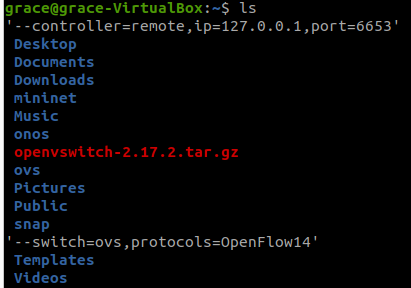 grace@grace-VirtualBox:~$ ls
'--controller=remote,ip=127.0.0.1,port=6653'
Desktop
Documents
Downloads
mininet
Music
onos
openvswitch-2.17.2.tar.gz
ovs
Pictures
Public
snap
'--switch=ovs,protocols=OpenFlow14'
Templates
Videos